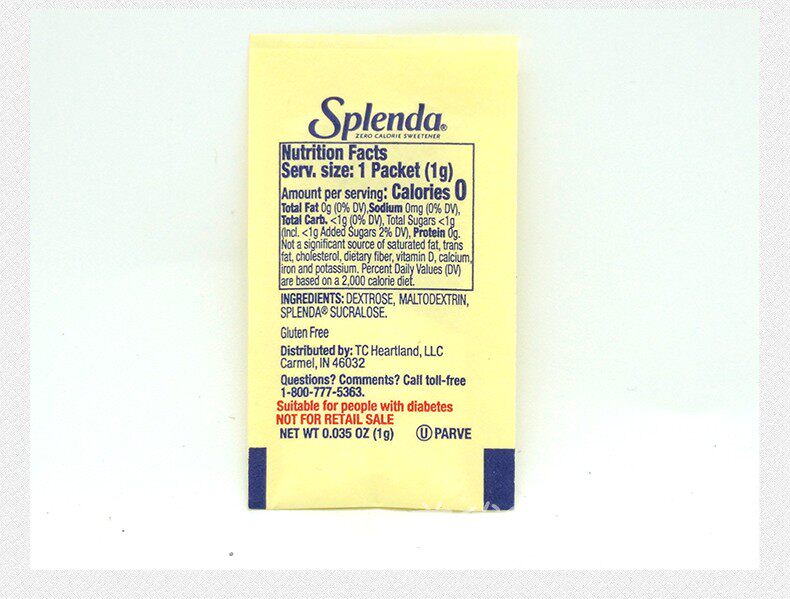 Splenda®
ZERO CALORIE SWEETENER
Nutrition Facts
Serv. size: 1 Packet (1g)
Amount per serving: Calories 0
Total Fat 0g (0% DV), Sodium 0mg (0% DV),
Total Carb. <1g (0% DV), Total Sugars <1g
(Incl. <1g Added Sugars 2% DV), Protein 0g.
Not a significant source of saturated fat, trans
fat, cholesterol, dietary fiber, vitamin D, calcium,
iron and potassium. Percent Daily Values (DV)
are based on a 2,000 calorie diet.
INGREDIENTS: DEXTROSE, MALTODEXTRIN,
SPLENDA® SUCRALOSE.
Gluten Free
Distributed by: TC Heartland, LLC
Carmel, IN 46032
Questions? Comments? Call toll-free
1-800-777-5363.
Suitable for people with diabetes
NOT FOR RETAIL SALE
NET WT 0.035 OZ (1g) Ⓤ PARVE